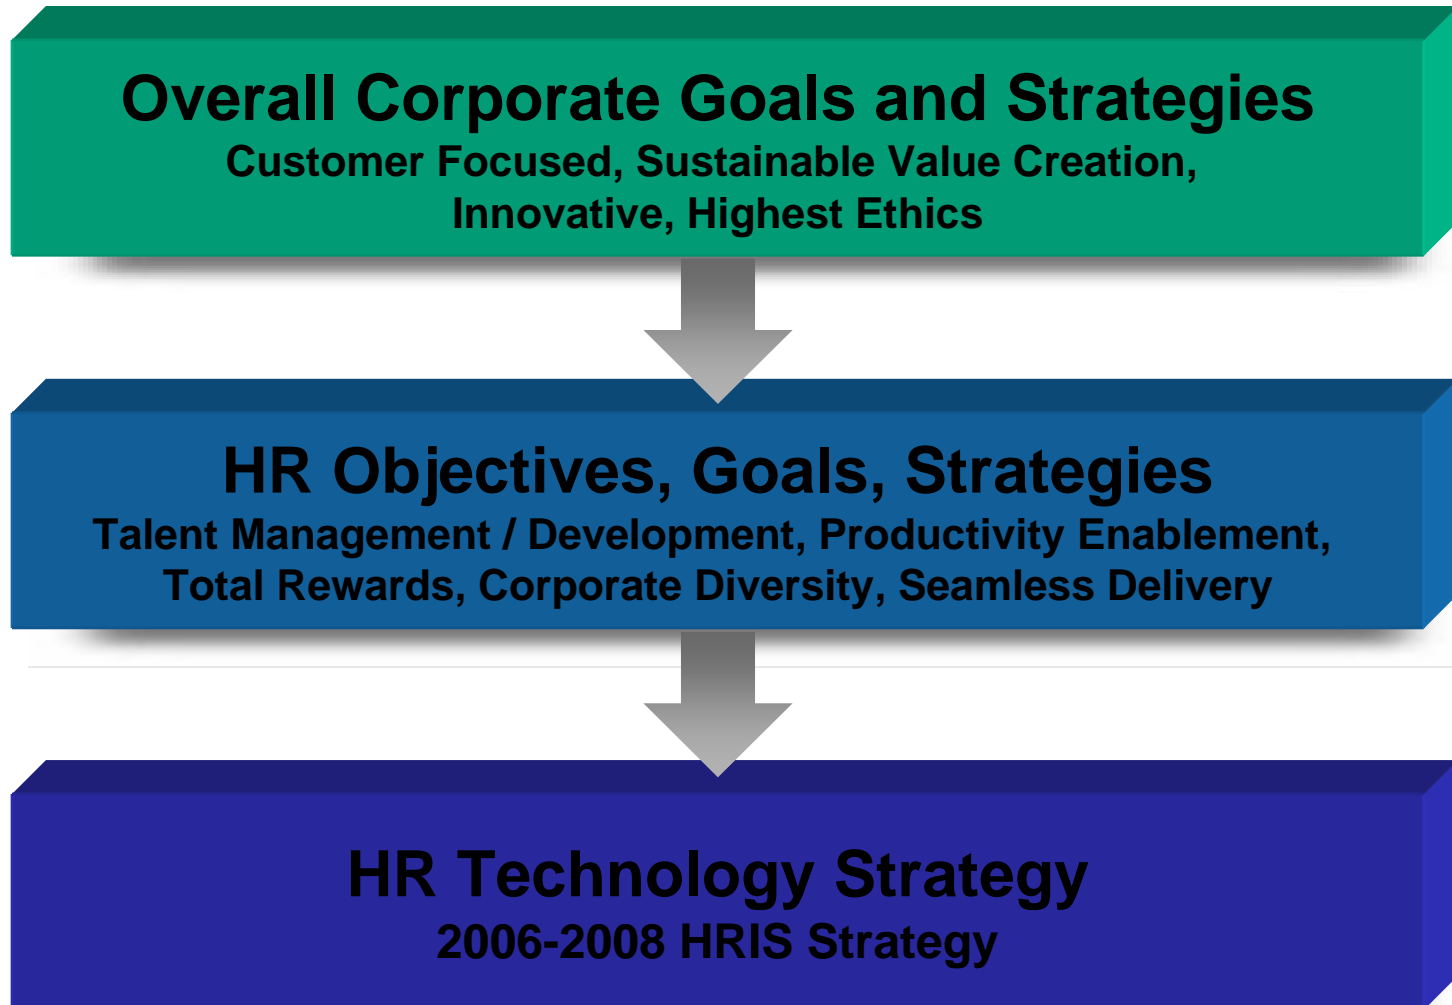 Overall Corporate Goals and Strategies
Customer Focused, Sustainable Value Creation,
Innovative, Highest Ethics
HR Objectives, Goals, Strategies
Talent Management / Development, Productivity Enablement,
Total Rewards, Corporate Diversity, Seamless Delivery
HR Technology Strategy
2006-2008 HRIS Strategy